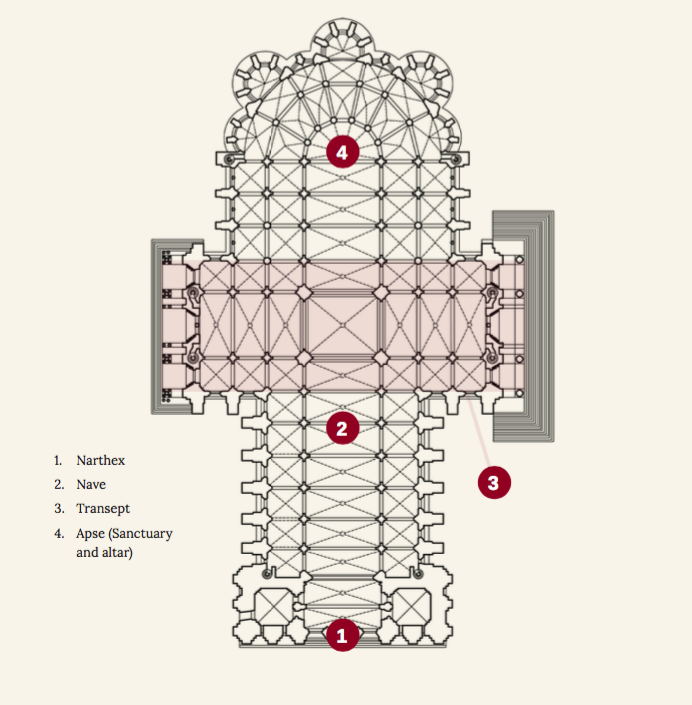 4
2
3
1. Narthex
2. Nave
3. Transept
4. Apse (Sanctuary
and altar)
1